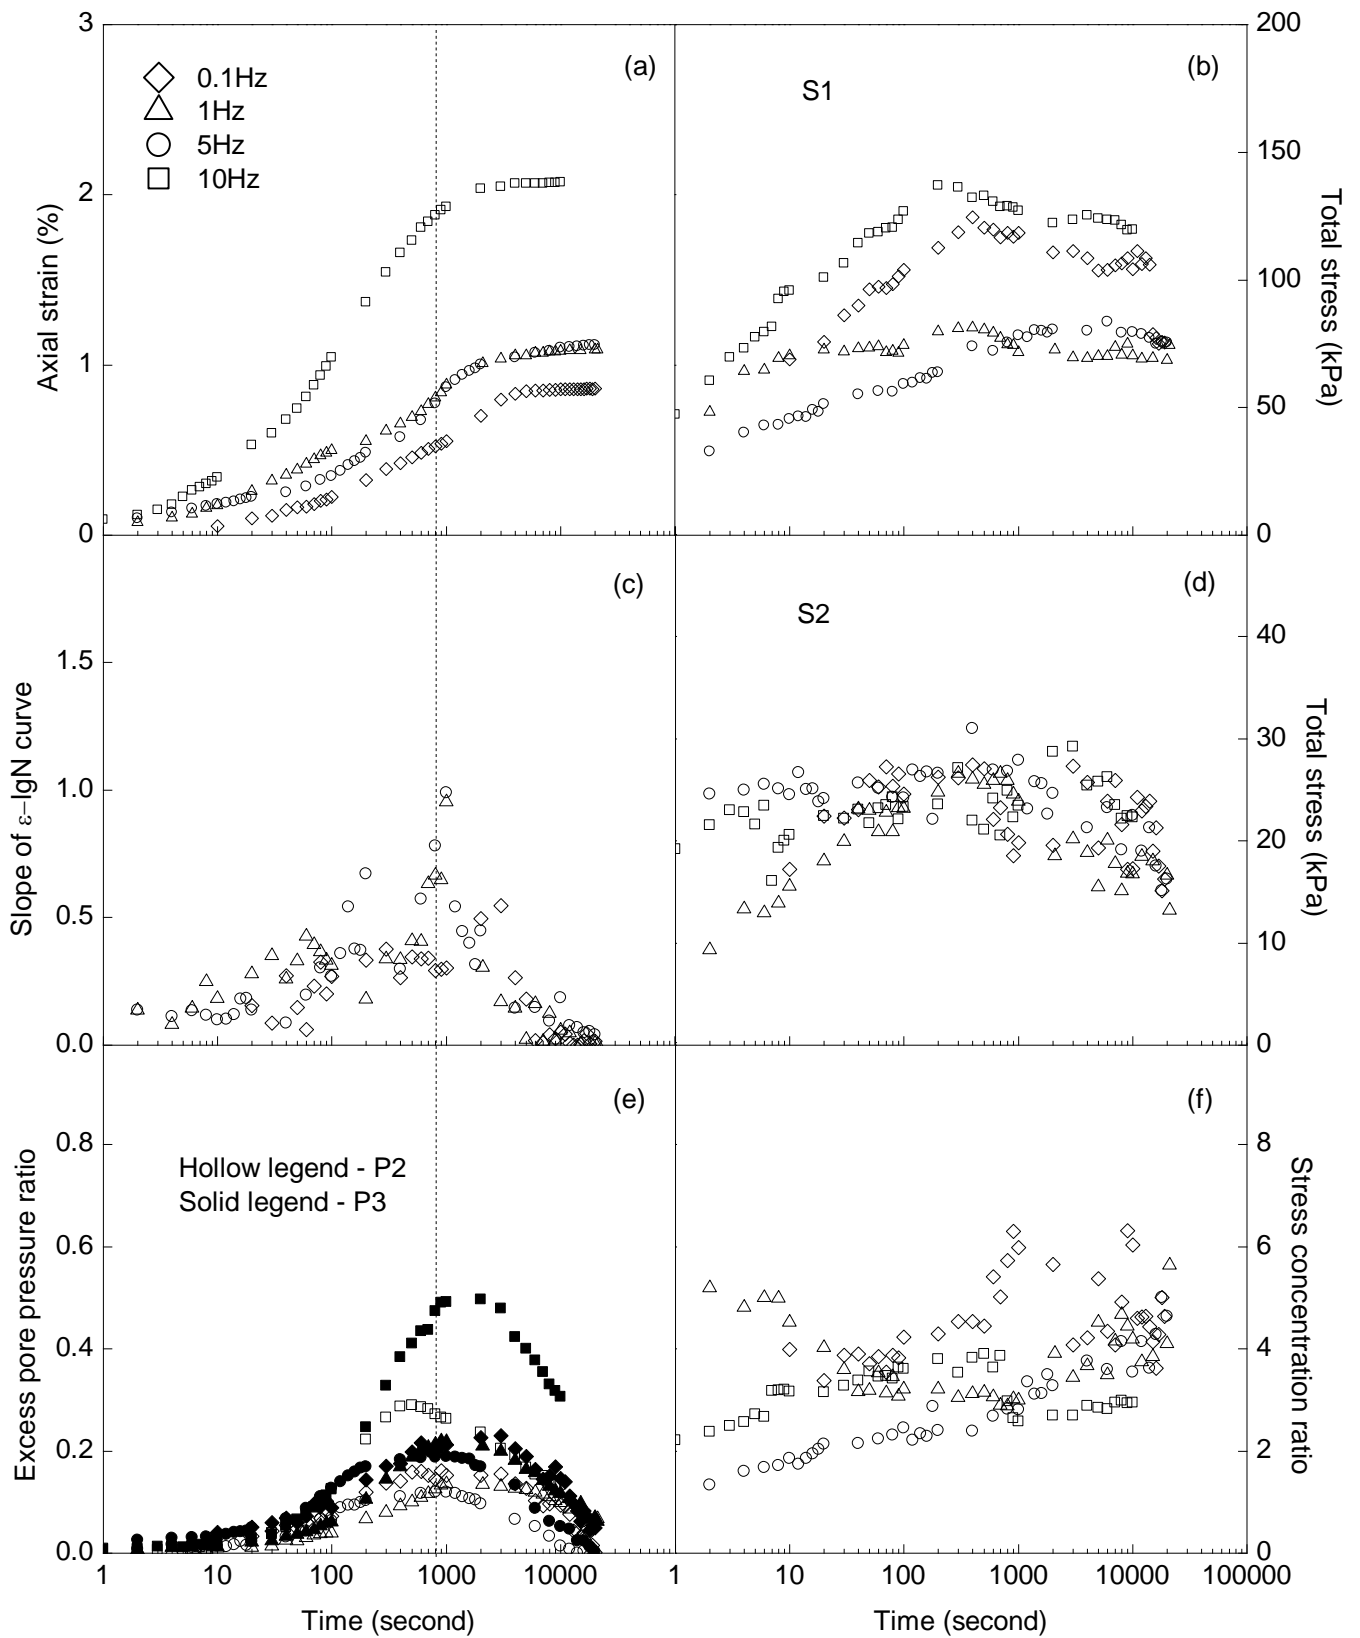 3
2
1
0
Axial strain (%)
(a)
0.1Hz
1Hz
5Hz
10Hz
(b)
S1
200
150
100
50
0
Total stress (kPa)
1.5
1.0
0.5
0.0
Slope of ε−lgN curve
(c)
(d)
S2
40
30
20
10
0
Total stress (kPa)
0.8
0.6
0.4
0.2
0.0
Excess pore pressure ratio
(e)
Hollow legend - P2
Solid legend - P3
1 10 100 1000 10000
Time (second)
(f)
8
6
4
2
0
Stress concentration ratio
1 10 100 1000 10000 100000
Time (second)